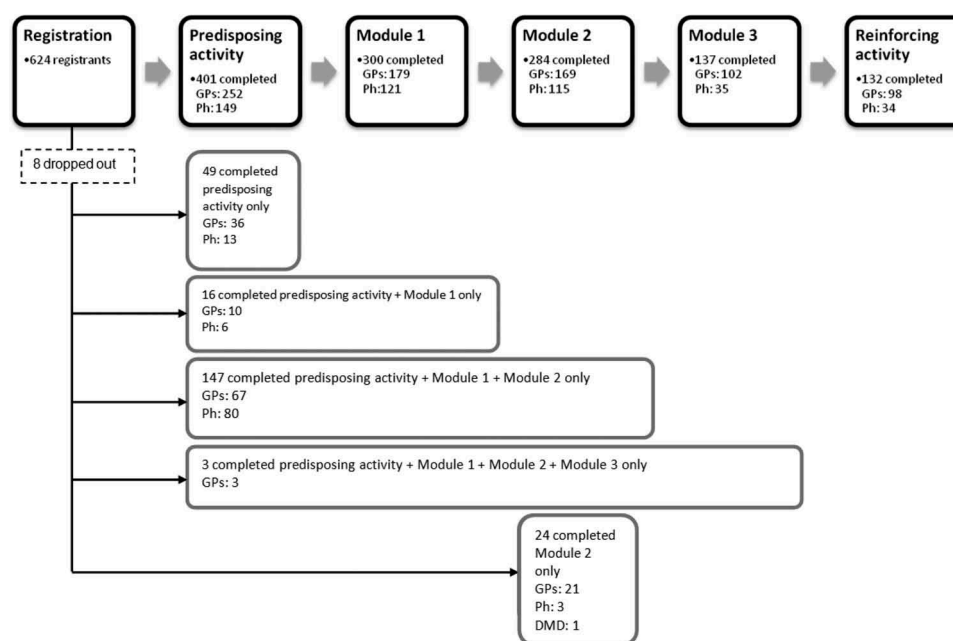 Registration
•624 registrants
Predisposing
activity
•401 completed
GPs: 252
Ph: 149
Module 1
•300 completed
GPs: 179
Ph:121
Module 2
•284 completed
GPs: 169
Ph: 115
Module 3
•137 completed
GPs: 102
Ph: 35
Reinforcing
activity
•132 completed
GPs: 98
Ph: 34
8 dropped out
49 completed
predisposing
activity only
GPs: 36
Ph: 13
16 completed predisposing activity + Module 1 only
GPs: 10
Ph: 6
147 completed predisposing activity + Module 1 + Module 2 only
GPs: 67
Ph: 80
3 completed predisposing activity + Module 1 + Module 2 + Module 3 only
GPs: 3
24 completed
Module 2
only
GPs: 21
Ph: 3
DMD: 1